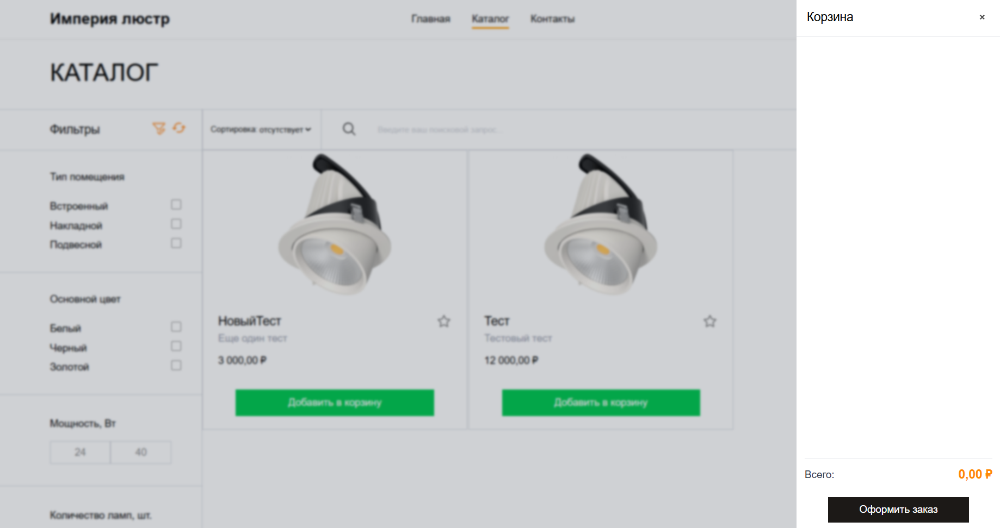 Империя люстр
Главная
Каталог
Контакты
Корзина
×
КАТАЛОГ
Фильтры
Сортировка: отсутствует
Введите ваш поисковой запрос...
Тип помещения
Встроенный
Накладной
Подвесной
Основной цвет
Белый
Черный
Золотой
Мощность, Вт
24
40
Количество ламп, шт.
НовыйТест
Еще один тест
3 000,00 ₽
Добавить в корзину
Тест
Тестовый тест
12 000,00 ₽
Добавить в корзину
Всего:
0,00 ₽
Оформить заказ